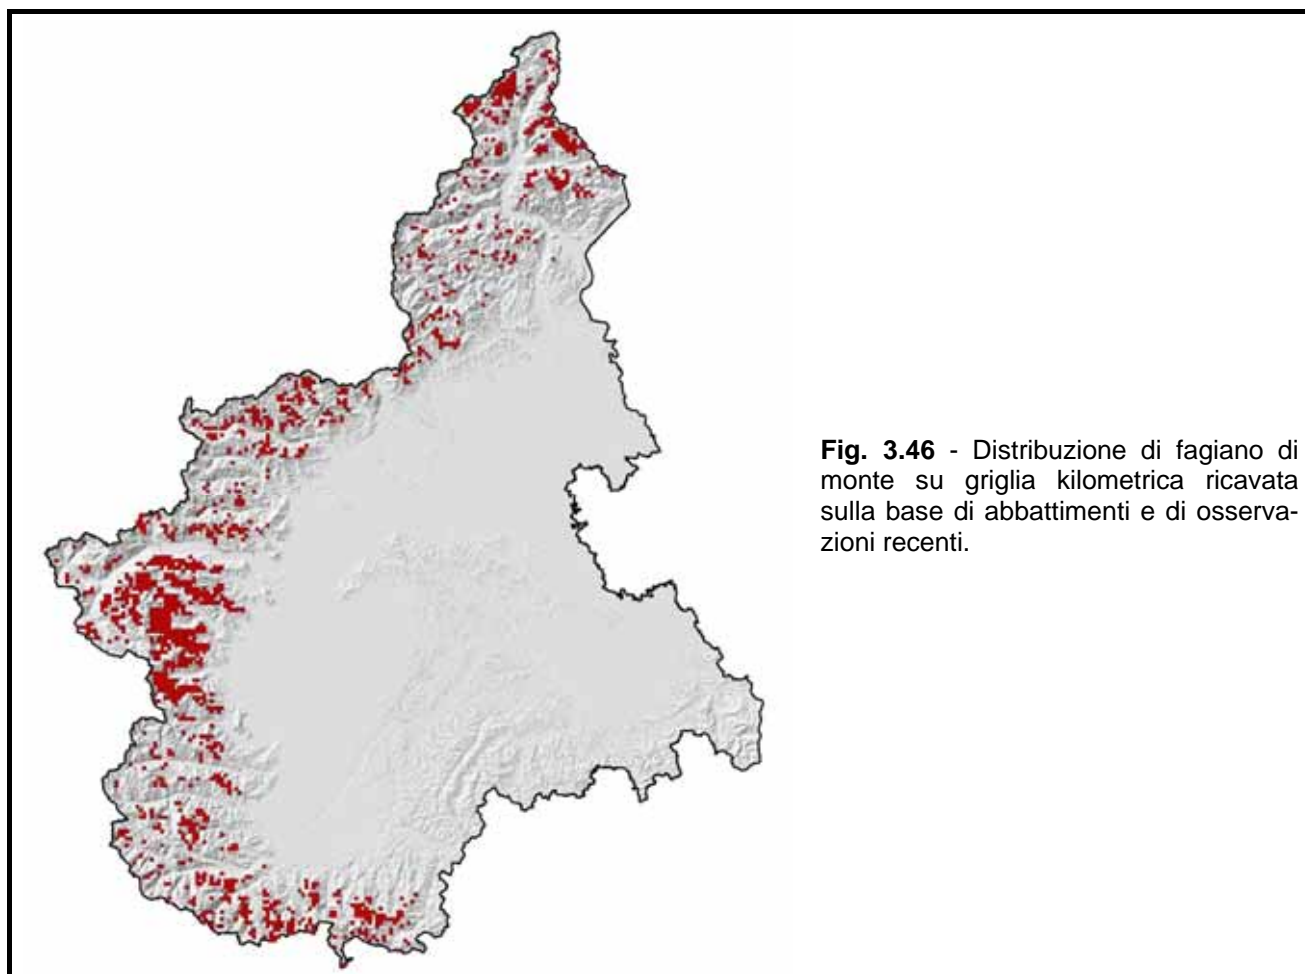 Fig. 3.46 - Distribuzione di fagiano di
monte su griglia kilometrica ricavata
sulla base di abbattimenti e di osserva-
zioni recenti.